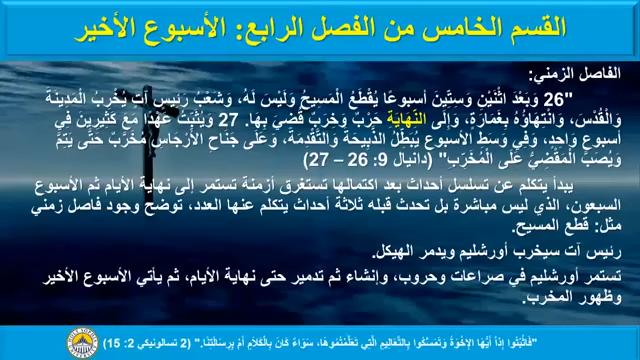 القسم الخامس من الفصل الرابع: الأسبوع الأخير
الفاصل الزمني:
"26 وَبَعْدَ اثْنَيْنِ وَسِتِّينَ أُسبوعًا يُقْطَعُ الْمَسِيحُ وَلَيْسَ لَهُ، وَشَعْبُ رَئِيسٍ آتٍ يُخْرِبُ الْمَدِينَةَ
وَالْقُدْسَ، وَانْتِهَاؤُهُ بِغَمَارَةٍ، وَإِلَى النِّهَايَةِ حَرْبٌ وَخِرَبٌ قُضِيَ بِهَا. 27 وَيُثَبِّتُ عَهْدًا مَعَ كَثِيرِينَ فِي
أُسبوعٍ وَاحِدٍ، وَفِي وَسَطِ الأُسبوعِ يُبَطِّلُ الذَّبِيحَةَ وَالتَّقْدِمَةَ، وَعَلَى جَنَاحِ الأَرْجَاسِ مُخَرَّبٌ حَتَّى يَتِمَّ
وَيُصَبَّ الْمَقْضِيُّ عَلَى الْمُخَرِّبِ" (دانيال 9: 26 – 27)
يبدأ يتكلم عن تسلسل أحداث بعد اكتمالها تستغرق أزمنة تستمر إلى نهاية الأيام ثم الأسبوع
السبعون، الذي ليس مباشرة بل تحدث قبله ثلاثة أحداث يتكلم عنها العدد، توضح وجود فاصل زمني
مثل: قطع المسيح.
رئيس آت سيخرب أورشليم ويدمر الهيكل.
تستمر أورشليم في صراعات وحروب، وإنشاء ثم تدمير حتى نهاية الأيام، ثم يأتي الأسبوع الأخير
وظهور المخرب.
"فَاثْبُتُوا إِذًا أَيُّهَا الإِخْوَةُ وَتَمَسَّكُوا بِالتَّعَالِيمِ الَّتِي تَعَلَّمْتُمُوهَا، سَوَاءٌ كَانَ بِالْكَلاَمِ أَمْ بِرِسَالَتِنَا." (2 تسالونيكي 2: 15)